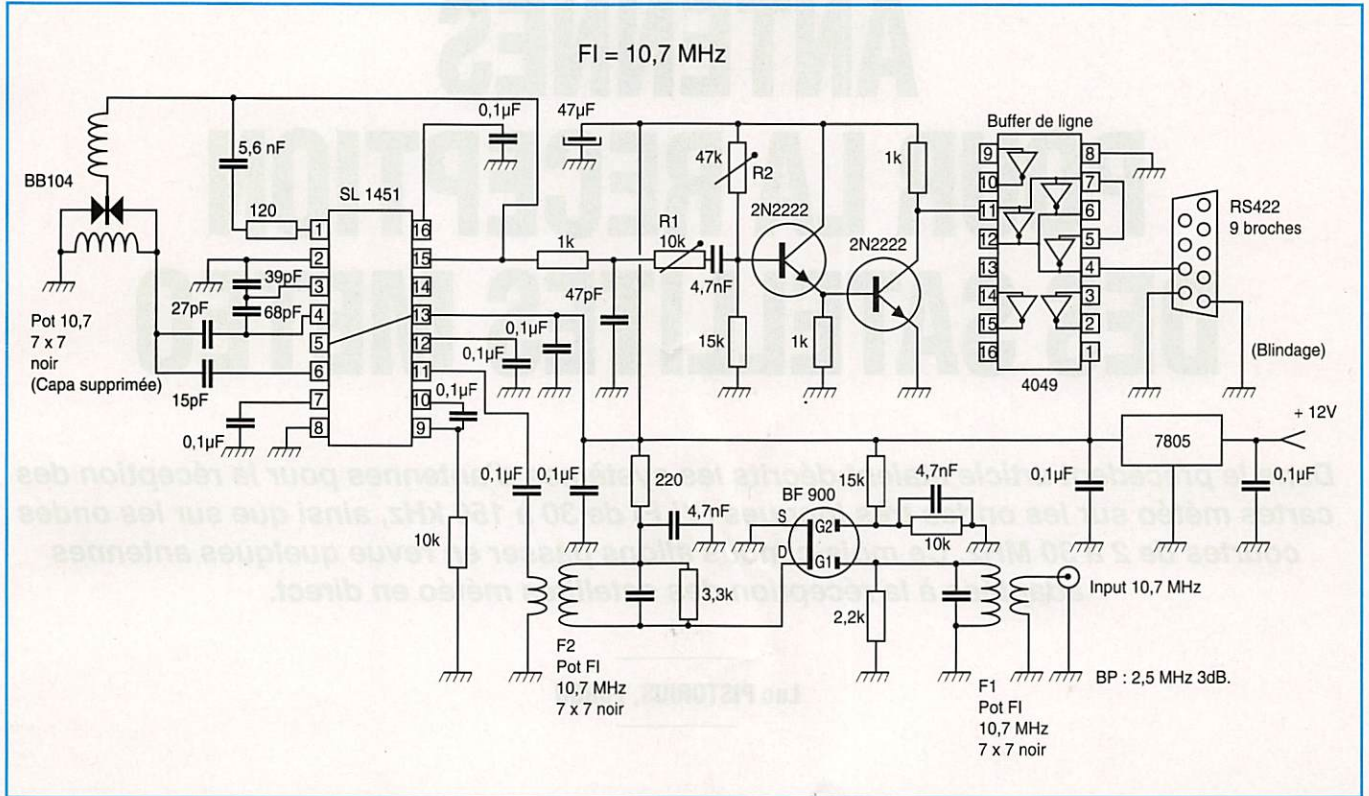 FI = 10,7 MHz
BB104
5,6 nF
120
SL 1451
1
2
3
4
5
6
7
8
16
15
14
13
12
11
10
9
39pF
27pF
68pF
15pF
0,1µF
Pot 10,7
7 x 7
noir
(Capa supprimée)
0,1µF
47µF
1k
47pF
R1
10k
4,7nF
47k
R2
15k
2N2222
1k
2N2222
1k
0,1µF
0,1µF
0,1µF
10k
0,1µF
0,1µF
220
4,7nF
3,3k
F2
Pot FI
10,7 MHz
7 x 7 noir
BF 900
S
D
G2
G1
15k
4,7nF
10k
2,2k
F1
Pot FI
10,7 MHz
7 x 7 noir
Input 10,7 MHz
BP : 2,5 MHz 3dB.
Buffer de ligne
9
10
11
12
13
14
15
16
8
7
6
5
4
3
2
1
4049
RS422
9 broches
(Blindage)
7805
+ 12V
0,1µF
0,1µF